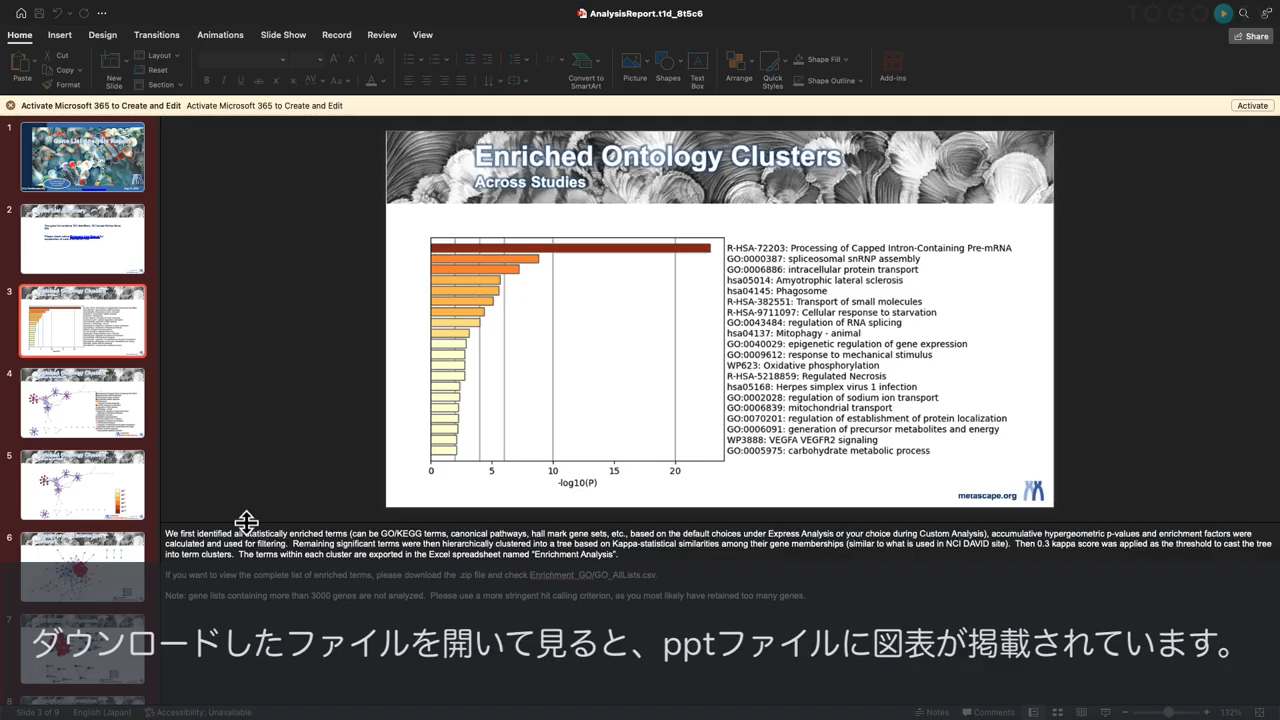 AnalysisReport.t1d_8t5c6
TOGO
Home Insert Design Transitions Animations Slide Show Record Review View
Share
Paste
Cut
Copy
Format
New Slide
Layout
Reset
Section
Convert to SmartArt
Picture
Shapes
Text Box
Arrange
Quick Styles
Shape Fill
Shape Outline
Add-ins
Activate Microsoft 365 to Create and Edit Activate Microsoft 365 to Create and Edit
Activate
1
2
3
4
5
6
7
8
Enriched Ontology Clusters
Across Studies
R-HSA-72203: Processing of Capped Intron-Containing Pre-mRNA
GO:0000387: spliceosomal snRNP assembly
GO:0006886: intracellular protein transport
hsa05014: Amyotrophic lateral sclerosis
hsa04145: Phagosome
R-HSA-382551: Transport of small molecules
R-HSA-9711097: Cellular response to starvation
GO:0043484: regulation of RNA splicing
hsa04137: Mitophagy - animal
GO:0040029: epigenetic regulation of gene expression
GO:0009612: response to mechanical stimulus
WP623: Oxidative phosphorylation
R-HSA-5218859: Regulated Necrosis
hsa05168: Herpes simplex virus 1 infection
GO:0002028: regulation of sodium ion transport
GO:0006839: mitochondrial transport
GO:0070201: regulation of establishment of protein localization
GO:0006091: generation of precursor metabolites and energy
WP3888: VEGFA VEGFR2 signaling
GO:0005975: carbohydrate metabolic process
0 5 10 15 20
-log10(P)
metascape.org
We first identified all statistically enriched terms (can be GO/KEGG terms, canonical pathways, hall mark gene sets, etc., based on the default choices under Express Analysis or your choice during Custom Analysis), accumulative hypergeometric p-values and enrichment factors were
calculated and used for filtering. Remaining significant terms were then hierarchically clustered into a tree based on Kappa-statistical similarities among their gene memberships (similar to what is used in NCI DAVID site). Then 0.3 kappa score was applied as the threshold to cast the tree
into term clusters. The terms within each cluster are exported in the Excel spreadsheet named "Enrichment Analysis".
If you want to view the complete list of enriched terms, please download the .zip file and check Enrichment_GO/GO_AllLists.csv.
Note: gene lists containing more than 3000 genes are not analyzed. Please use a more stringent hit calling criterion, as you most likely have retained too many genes.
ダウンロードしたファイルを開いて見ると、pptファイルに図表が掲載されています。
Slide 3 of 9 English (Japan) Accessibility: Unavailable Notes Comments 132%